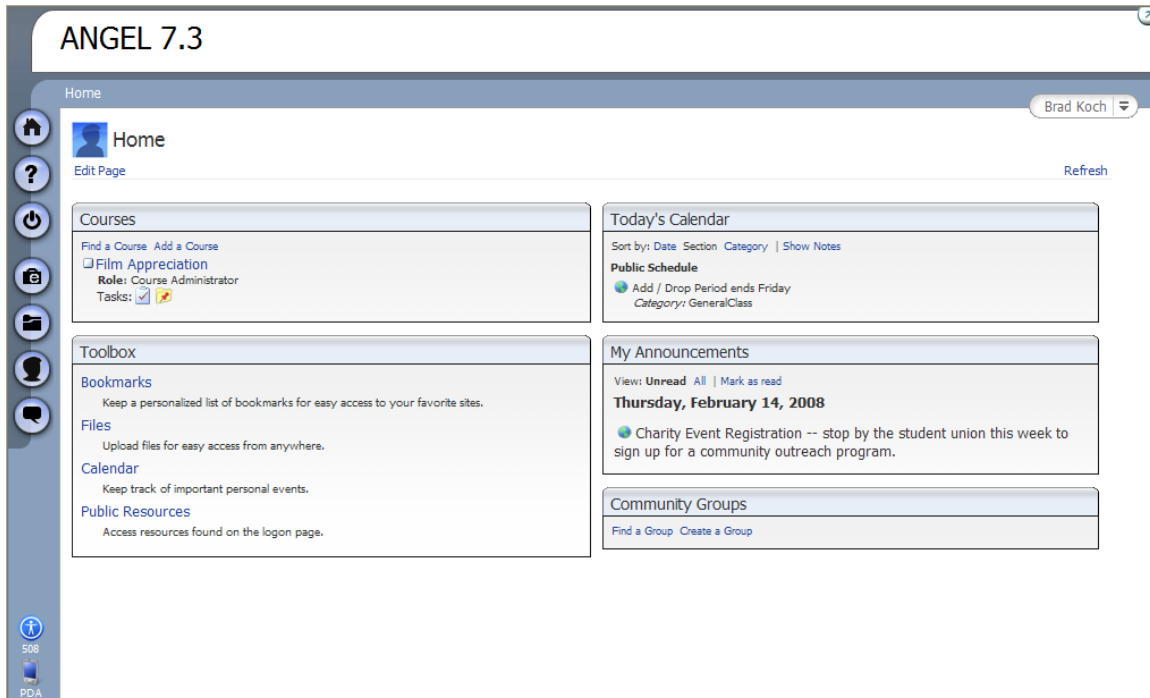 ANGEL 7.3
Home
Brad Koch
Home
Edit Page
Refresh
Courses
Find a Course Add a Course
Film Appreciation
Role: Course Administrator
Tasks:
Toolbox
Bookmarks
Keep a personalized list of bookmarks for easy access to your favorite sites.
Files
Upload files for easy access from anywhere.
Calendar
Keep track of important personal events.
Public Resources
Access resources found on the logon page.
Today's Calendar
Sort by: Date Section Category | Show Notes
Public Schedule
Add / Drop Period ends Friday
Category: GeneralClass
My Announcements
View: Unread All | Mark as read
Thursday, February 14, 2008
Charity Event Registration -- stop by the student union this week to
sign up for a community outreach program.
Community Groups
Find a Group Create a Group
508
PDA